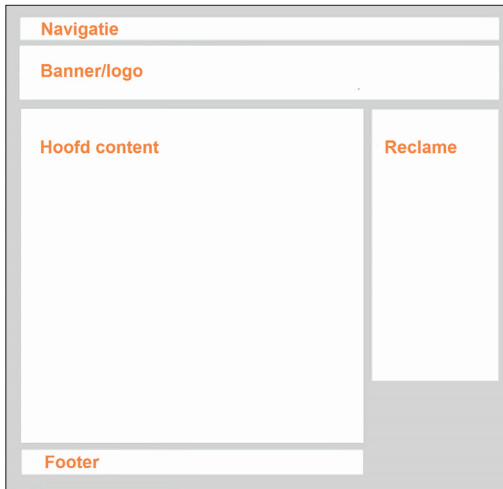 Navigatie
Banner/logo
Hoofd content
Reclame
Footer